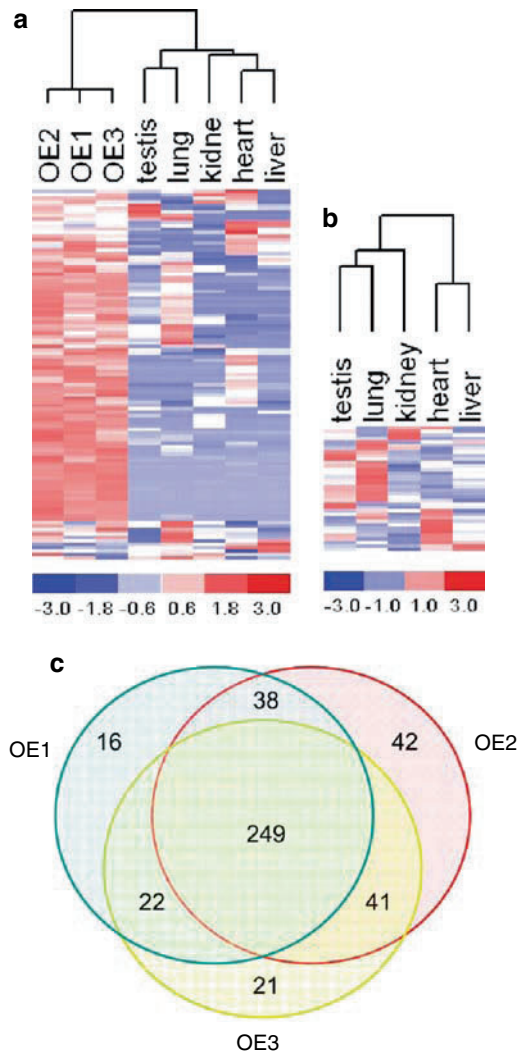 a
OE2
OE1
OE3
testis
lung
kidne
heart
liver
-3.0 -1.8 -0.6 0.6 1.8 3.0
b
testis
lung
kidney
heart
liver
-3.0 -1.0 1.0 3.0
c
OE1
16
38
42
OE2
249
22
41
21
OE3